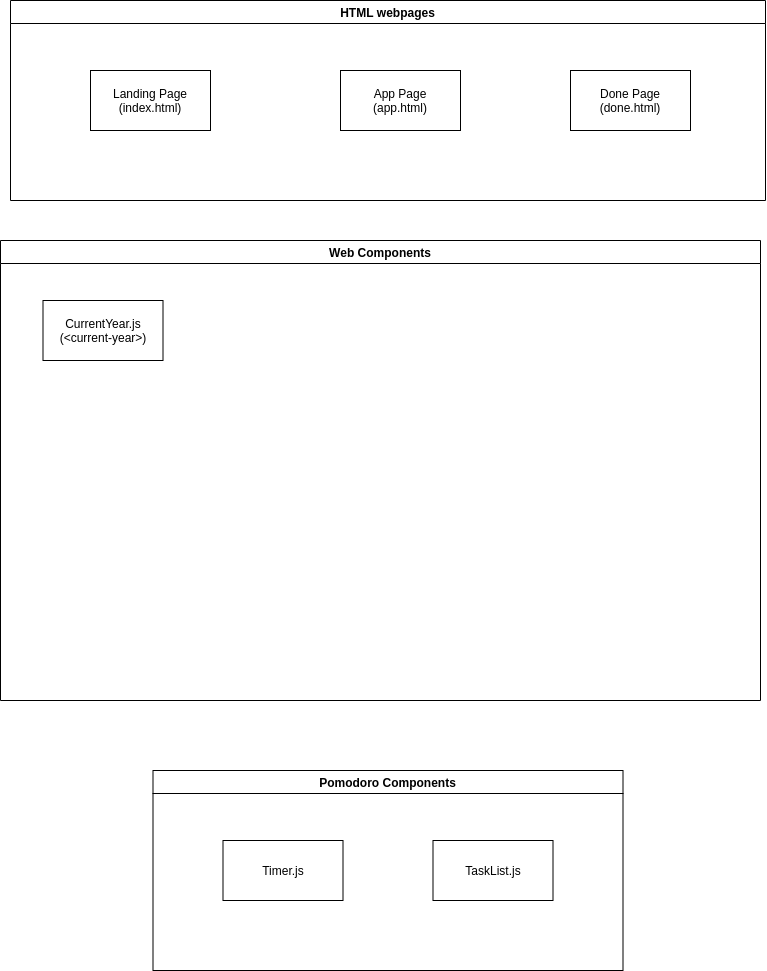 HTML webpages
Landing Page
(index.html)
App Page
(app.html)
Done Page
(done.html)
Web Components
CurrentYear.js
(<current-year>)
Pomodoro Components
Timer.js
TaskList.js